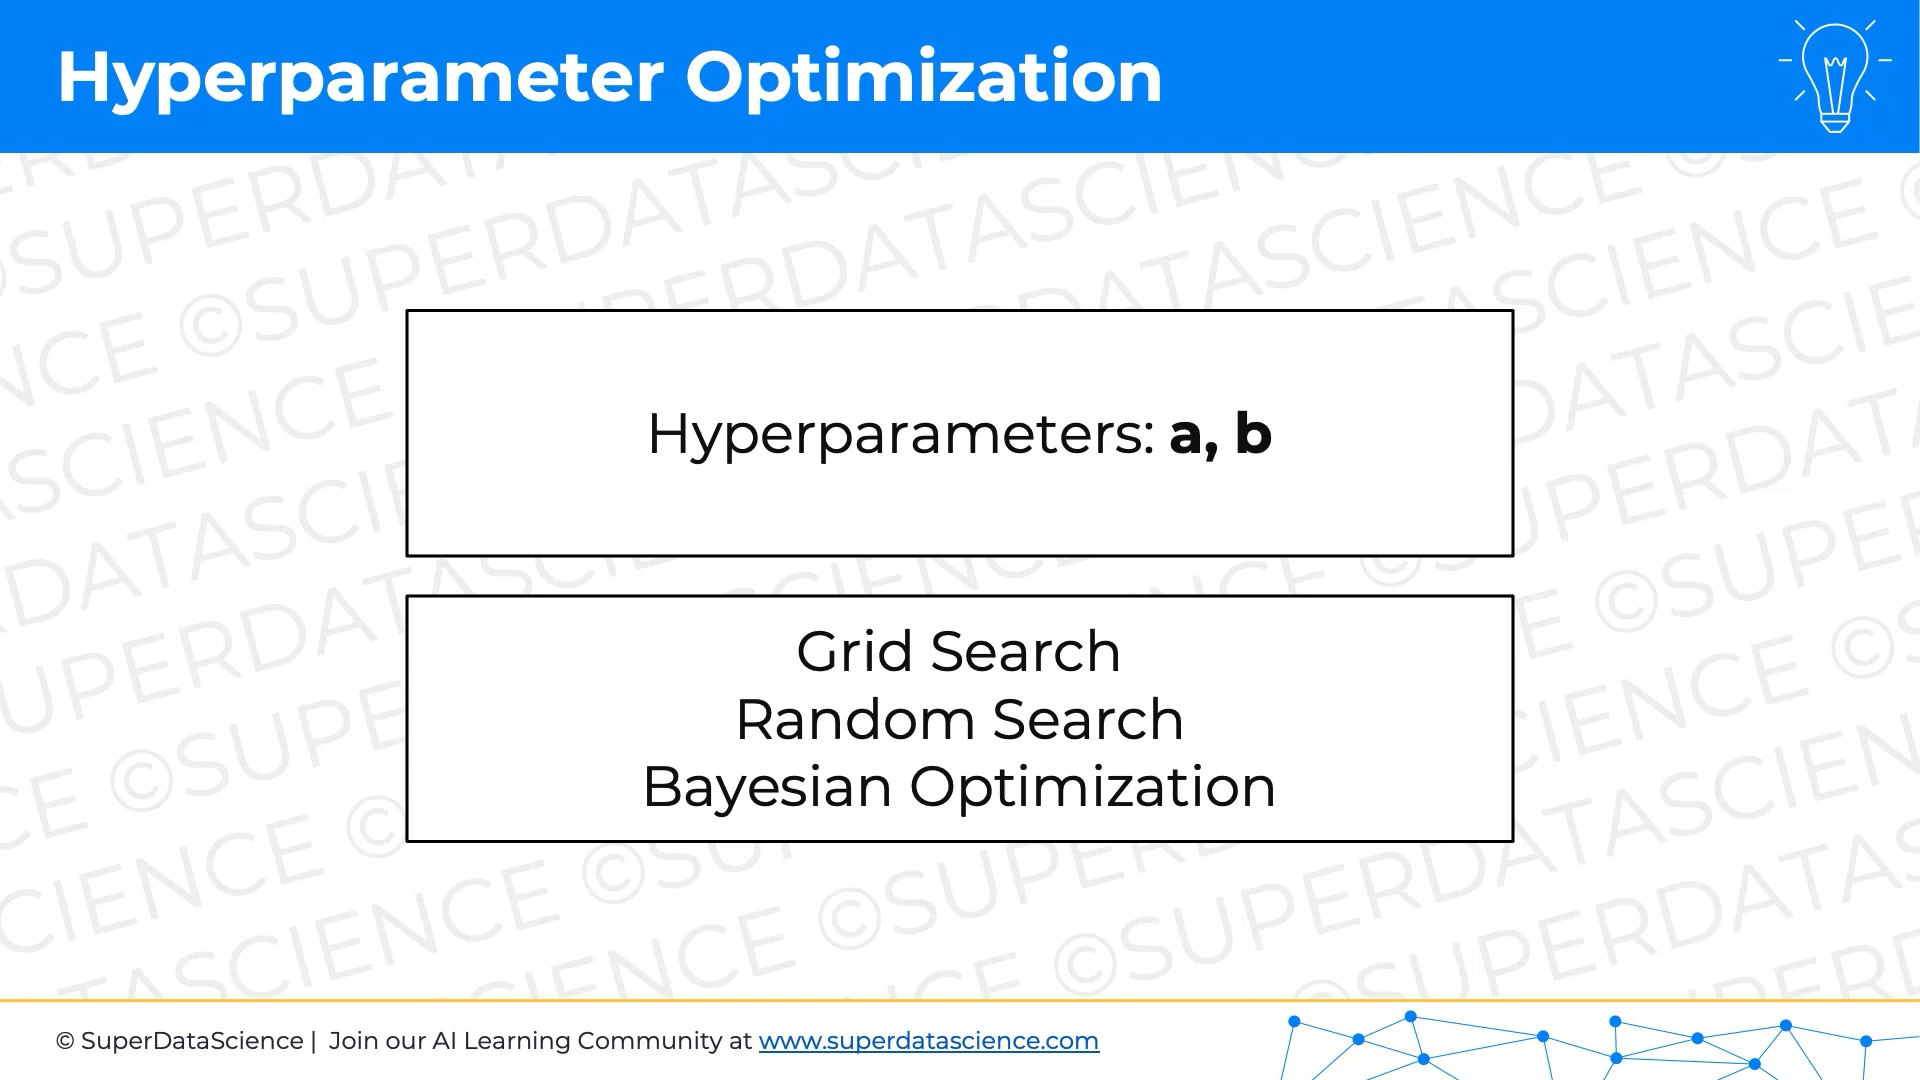 Hyperparameter Optimization
Hyperparameters: a, b
Grid Search
Random Search
Bayesian Optimization
© SuperDataScience | Join our AI Learning Community at www.superdatascience.com
©SUPERDATASCIENCE